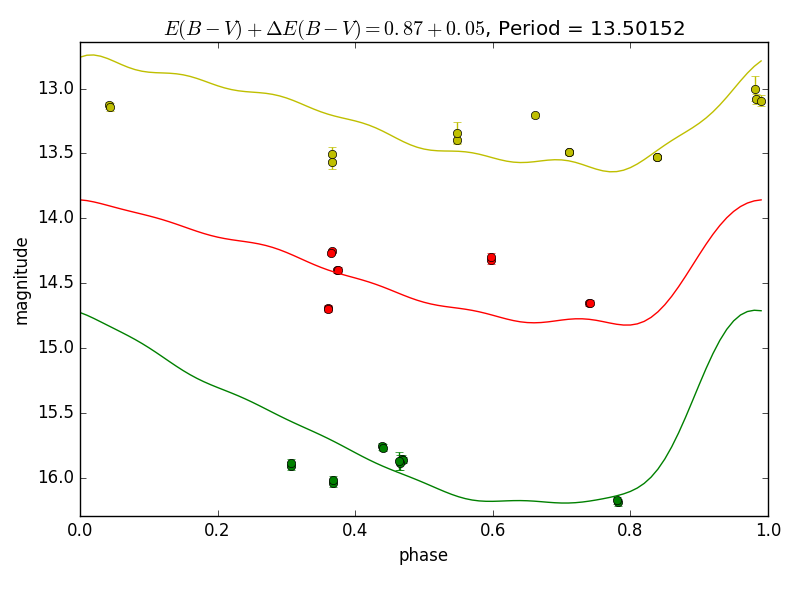 E(B − V) + ΔE(B − V) = 0.87 + 0.05, Period = 13.50152
13.0
13.5
14.0
14.5
15.0
15.5
16.0
magnitude
0.0 0.2 0.4 0.6 0.8 1.0
phase